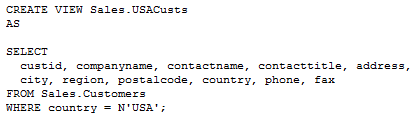 CREATE VIEW Sales.USACusts
AS
SELECT
custid, companyname, contactname, contacttitle, address,
city, region, postalcode, country, phone, fax
FROM Sales.Customers
WHERE country = N'USA';